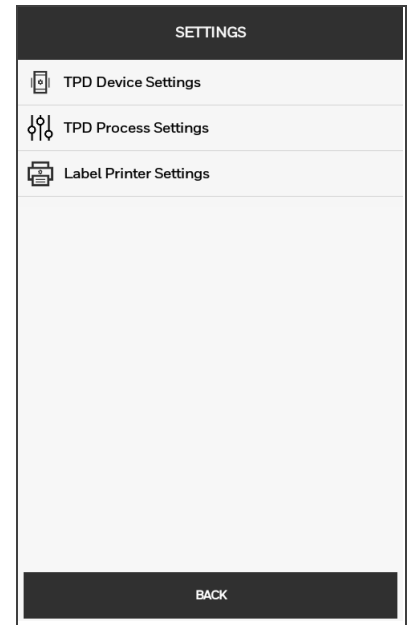 SETTINGS
TPD Device Settings
TPD Process Settings
Label Printer Settings
BACK